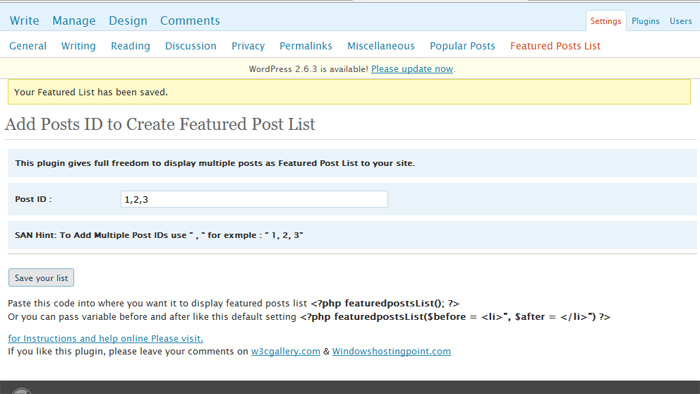 Write Manage Design Comments Settings Plugins Users
General Writing Reading Discussion Privacy Permalinks Miscellaneous Popular Posts Featured Posts List
WordPress 2.6.3 is available! Please update now.
Your Featured List has been saved.
Add Posts ID to Create Featured Post List
This plugin gives full freedom to display multiple posts as Featured Post List to your site.
Post ID : 1,2,3
SAN Hint: To Add Multiple Post IDs use " , " for exmple : " 1, 2, 3"
Save your list
Paste this code into where you want it to display featured posts list <?php featuredpostsList(); ?>
Or you can pass variable before and after like this default setting <?php featuredpostsList($before = <li>", $after = </li>") ?>
for Instructions and help online Please visit.
If you like this plugin, please leave your comments on w3cgallery.com & Windowshostingpoint.com